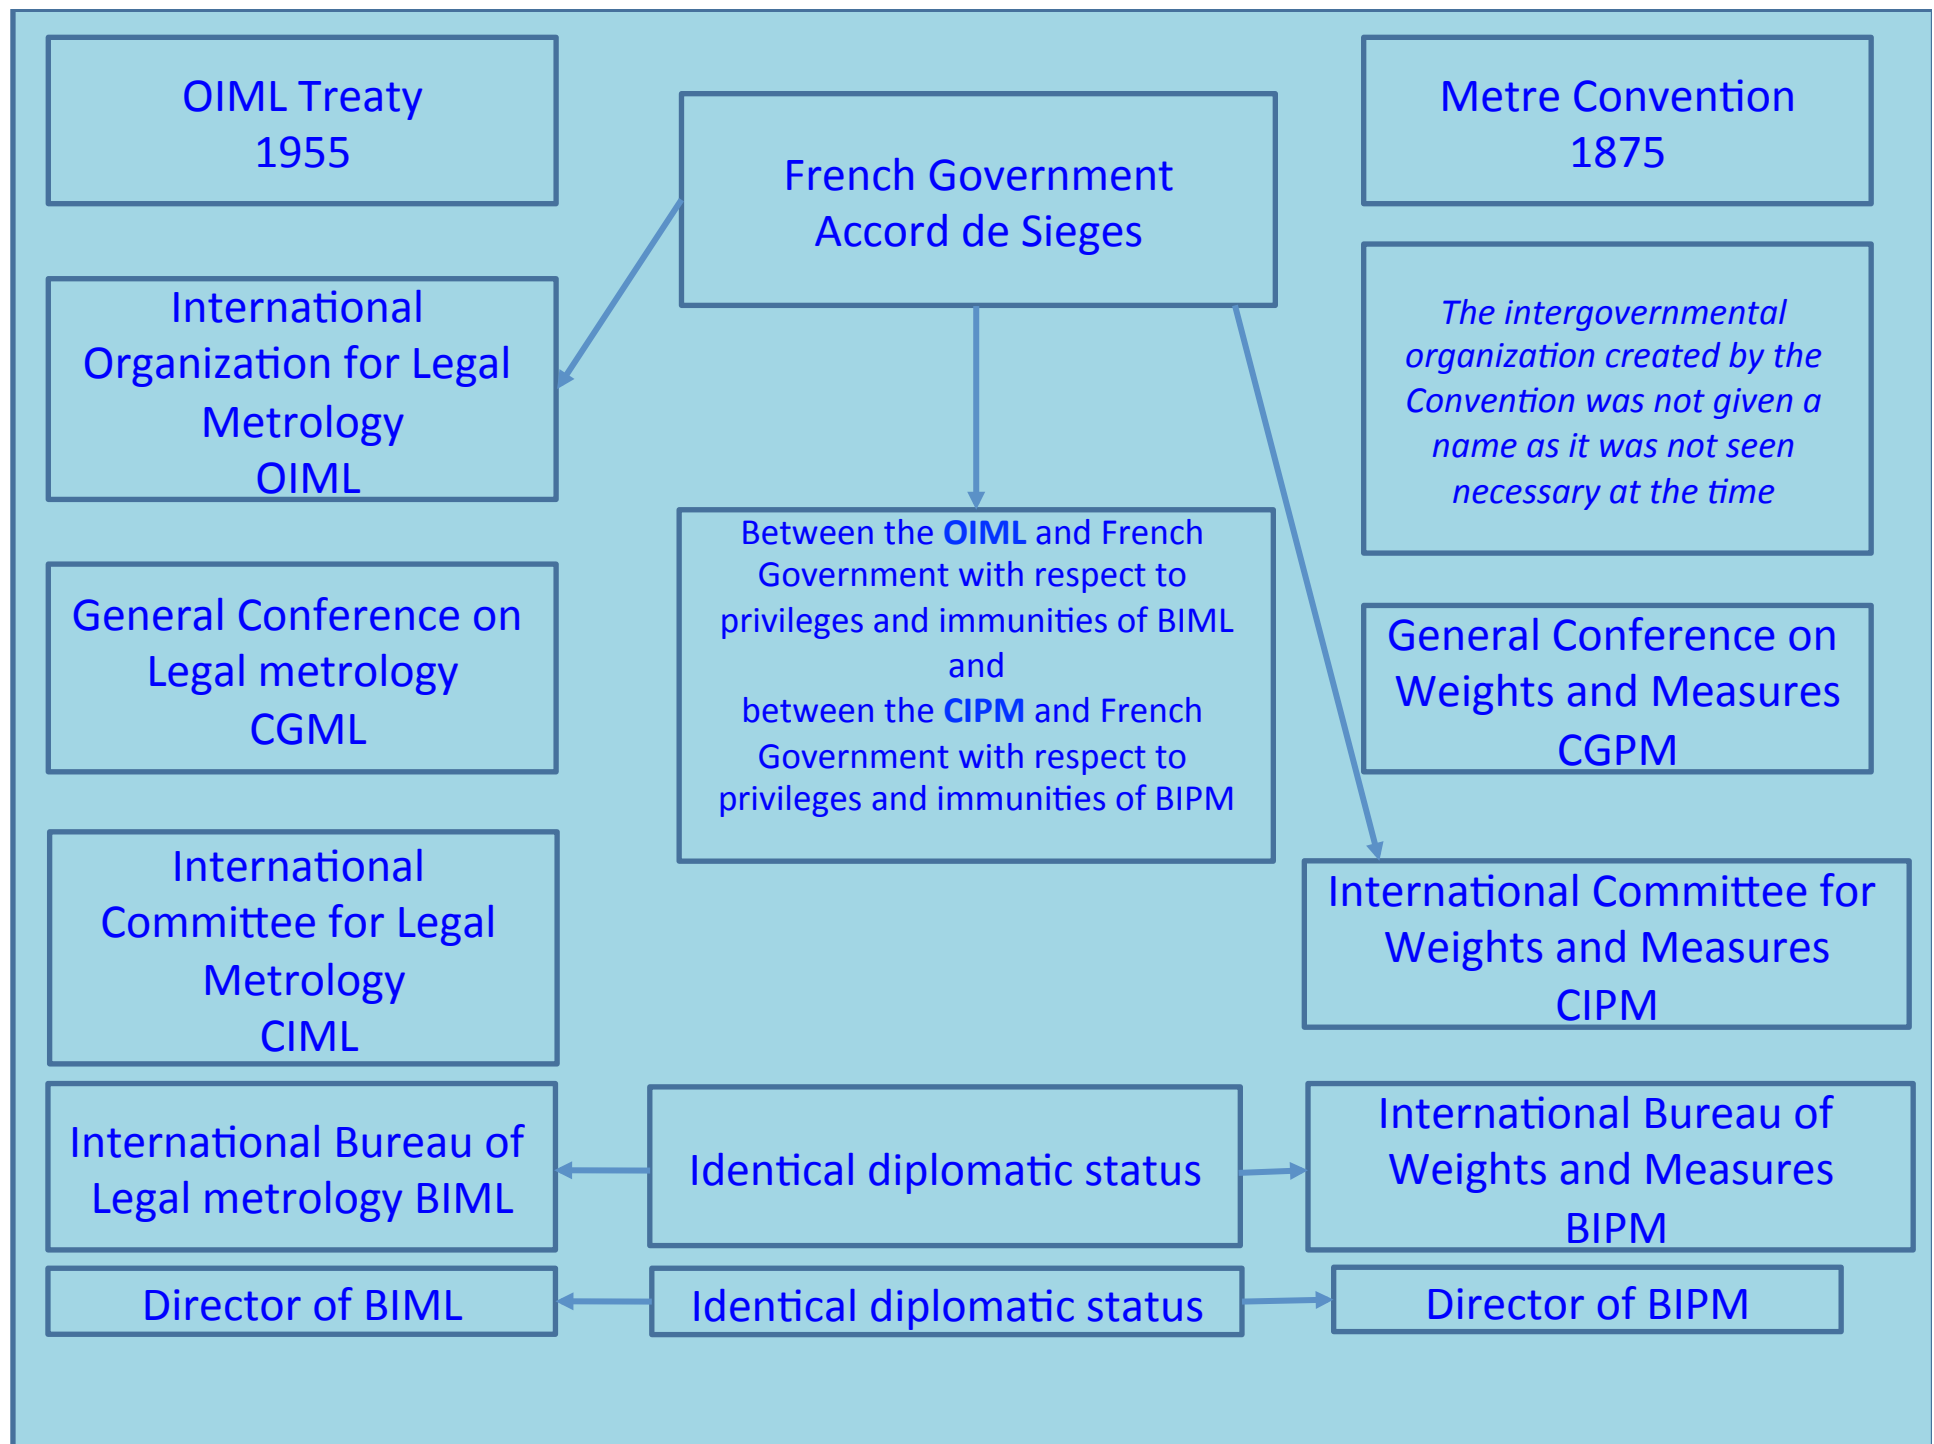 OIML Treaty
1955
International
Organization for Legal
Metrology
OIML
General Conference on
Legal metrology
CGML
International
Committee for Legal
Metrology
CIML
International Bureau of
Legal metrology BIML
Director of BIML
French Government
Accord de Sieges
Between the OIML and French
Government with respect to
privileges and immunities of BIML
and
between the CIPM and French
Government with respect to
privileges and immunities of BIPM
Identical diplomatic status
Identical diplomatic status
Metre Convention
1875
The intergovernmental
organization created by the
Convention was not given a
name as it was not seen
necessary at the time
General Conference on
Weights and Measures
CGPM
International Committee for
Weights and Measures
CIPM
International Bureau of
Weights and Measures
BIPM
Director of BIPM